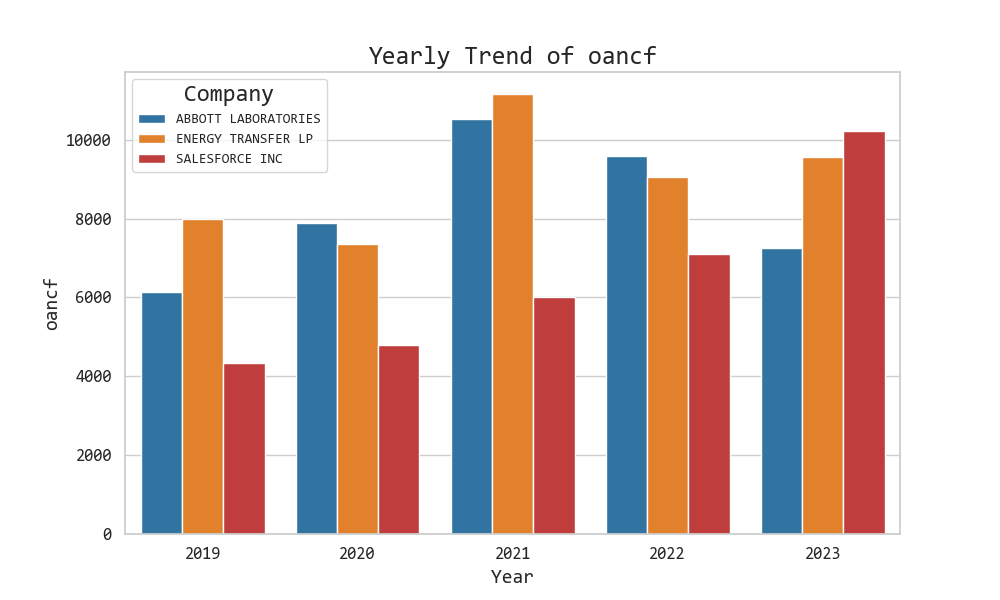 Yearly Trend of oancf
Company
ABBOTT LABORATORIES
ENERGY TRANSFER LP
SALESFORCE INC
oancf
10000
8000
6000
4000
2000
0
2019 2020 2021 2022 2023
Year